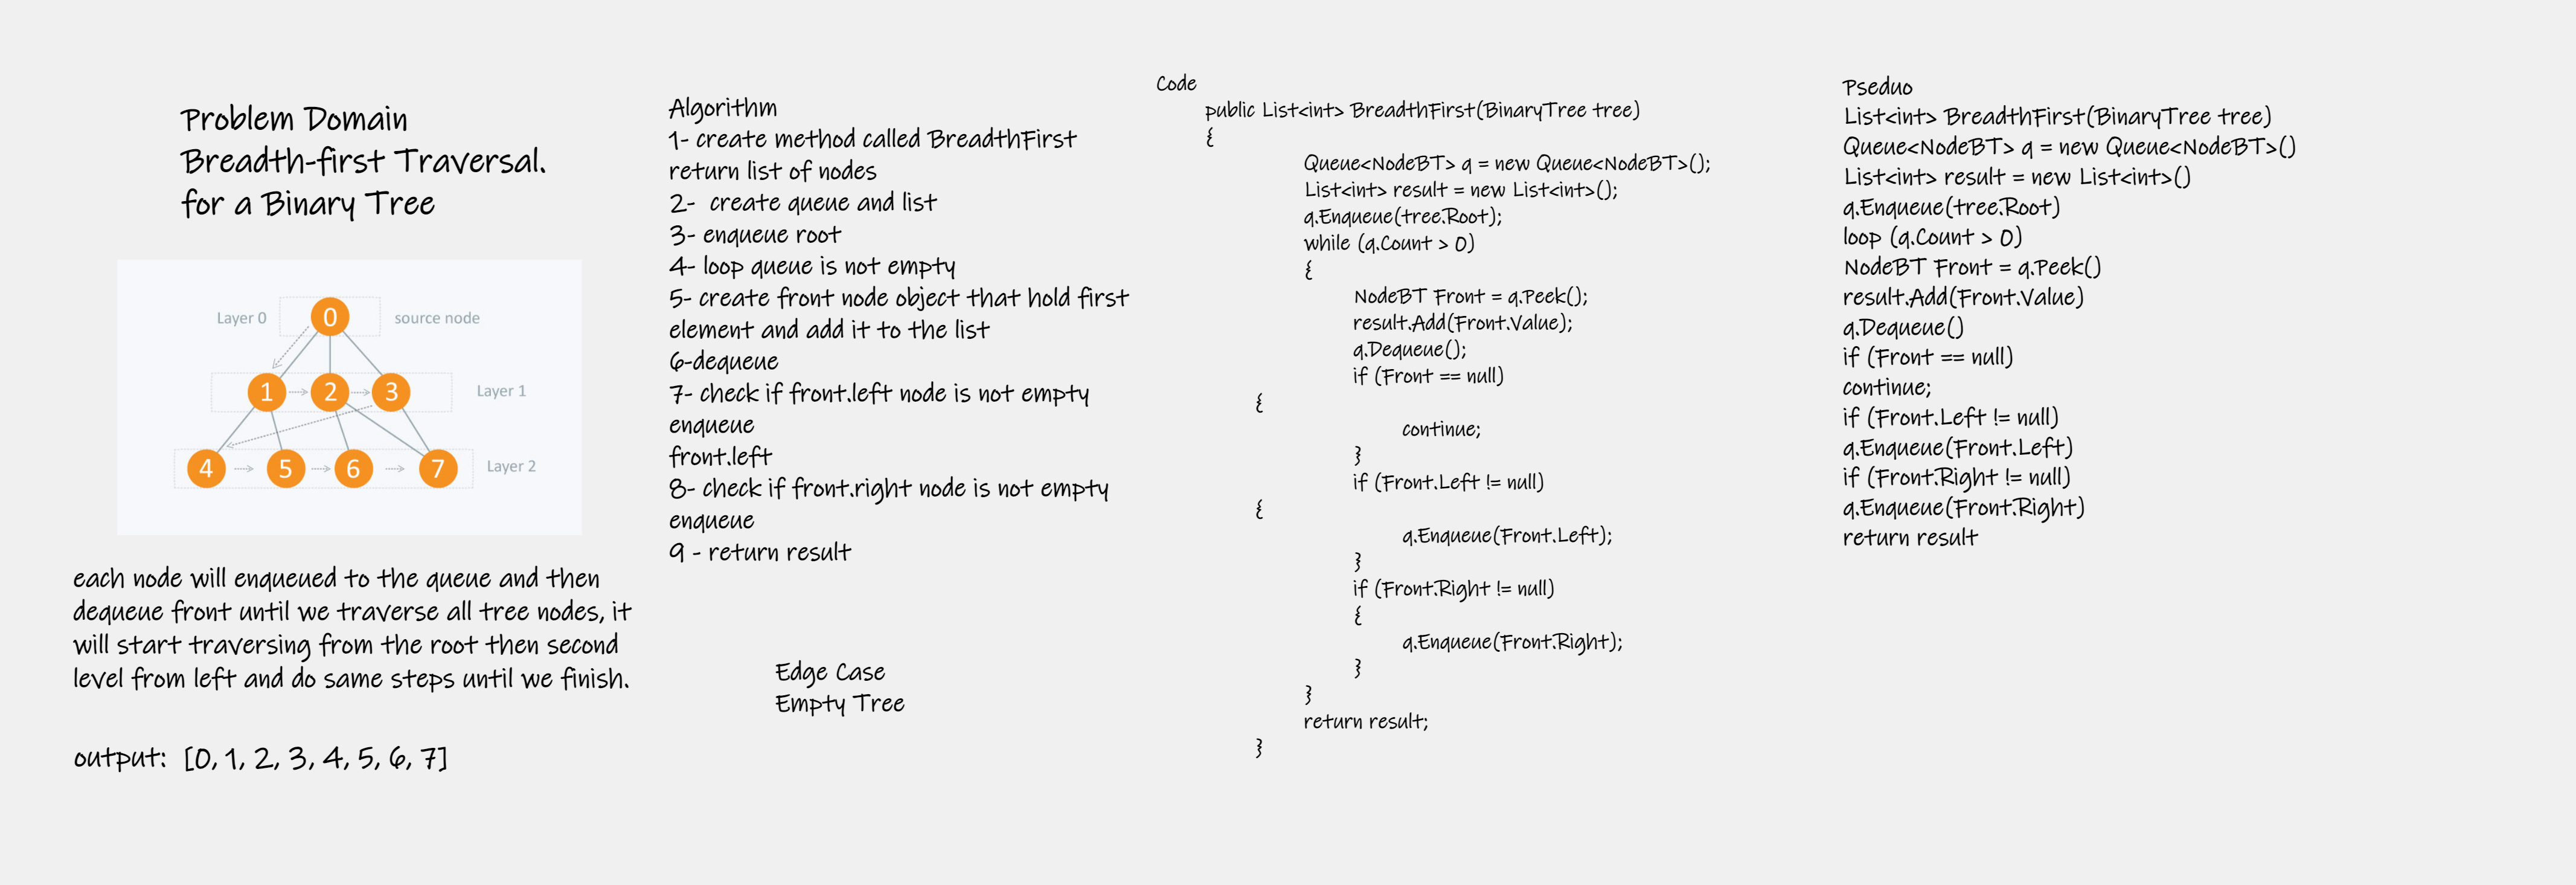 Problem Domain
Breadth-first Traversal.
for a Binary Tree
Layer 0
0
source node
1
2
3
Layer 1
4
5
6
7
Layer 2
each node will enqueued to the queue and then
dequeue front until we traverse all tree nodes, it
will start traversing from the root then second
level from left and do same steps until we finish.
output: [0, 1, 2, 3, 4, 5, 6, 7]
Algorithm
1- create method called BreadthFirst
return list of nodes
2- create queue and list
3- enqueue root
4- loop queue is not empty
5- create front node object that hold first
element and add it to the list
6-dequeue
7- check if front.left node is not empty
enqueue
front.left
8- check if front.right node is not empty
enqueue
9 - return result
Edge Case
Empty Tree
Code
public List<int> BreadthFirst(BinaryTree tree)
{
Queue<NodeBT> q = new Queue<NodeBT>();
List<int> result = new List<int>();
q.Enqueue(tree.Root);
while (q.Count > 0)
{
NodeBT Front = q.Peek();
result.Add(Front.Value);
q.Dequeue();
if (Front == null)
{
continue;
}
if (Front.Left != null)
{
q.Enqueue(Front.Left);
}
if (Front.Right != null)
{
q.Enqueue(Front.Right);
}
}
return result;
}
Pseduo
List<int> BreadthFirst(BinaryTree tree)
Queue<NodeBT> q = new Queue<NodeBT>()
List<int> result = new List<int>()
q.Enqueue(tree.Root)
loop (q.Count > 0)
NodeBT Front = q.Peek()
result.Add(Front.Value)
q.Dequeue()
if (Front == null)
continue;
if (Front.Left != null)
q.Enqueue(Front.Left)
if (Front.Right != null)
q.Enqueue(Front.Right)
return result